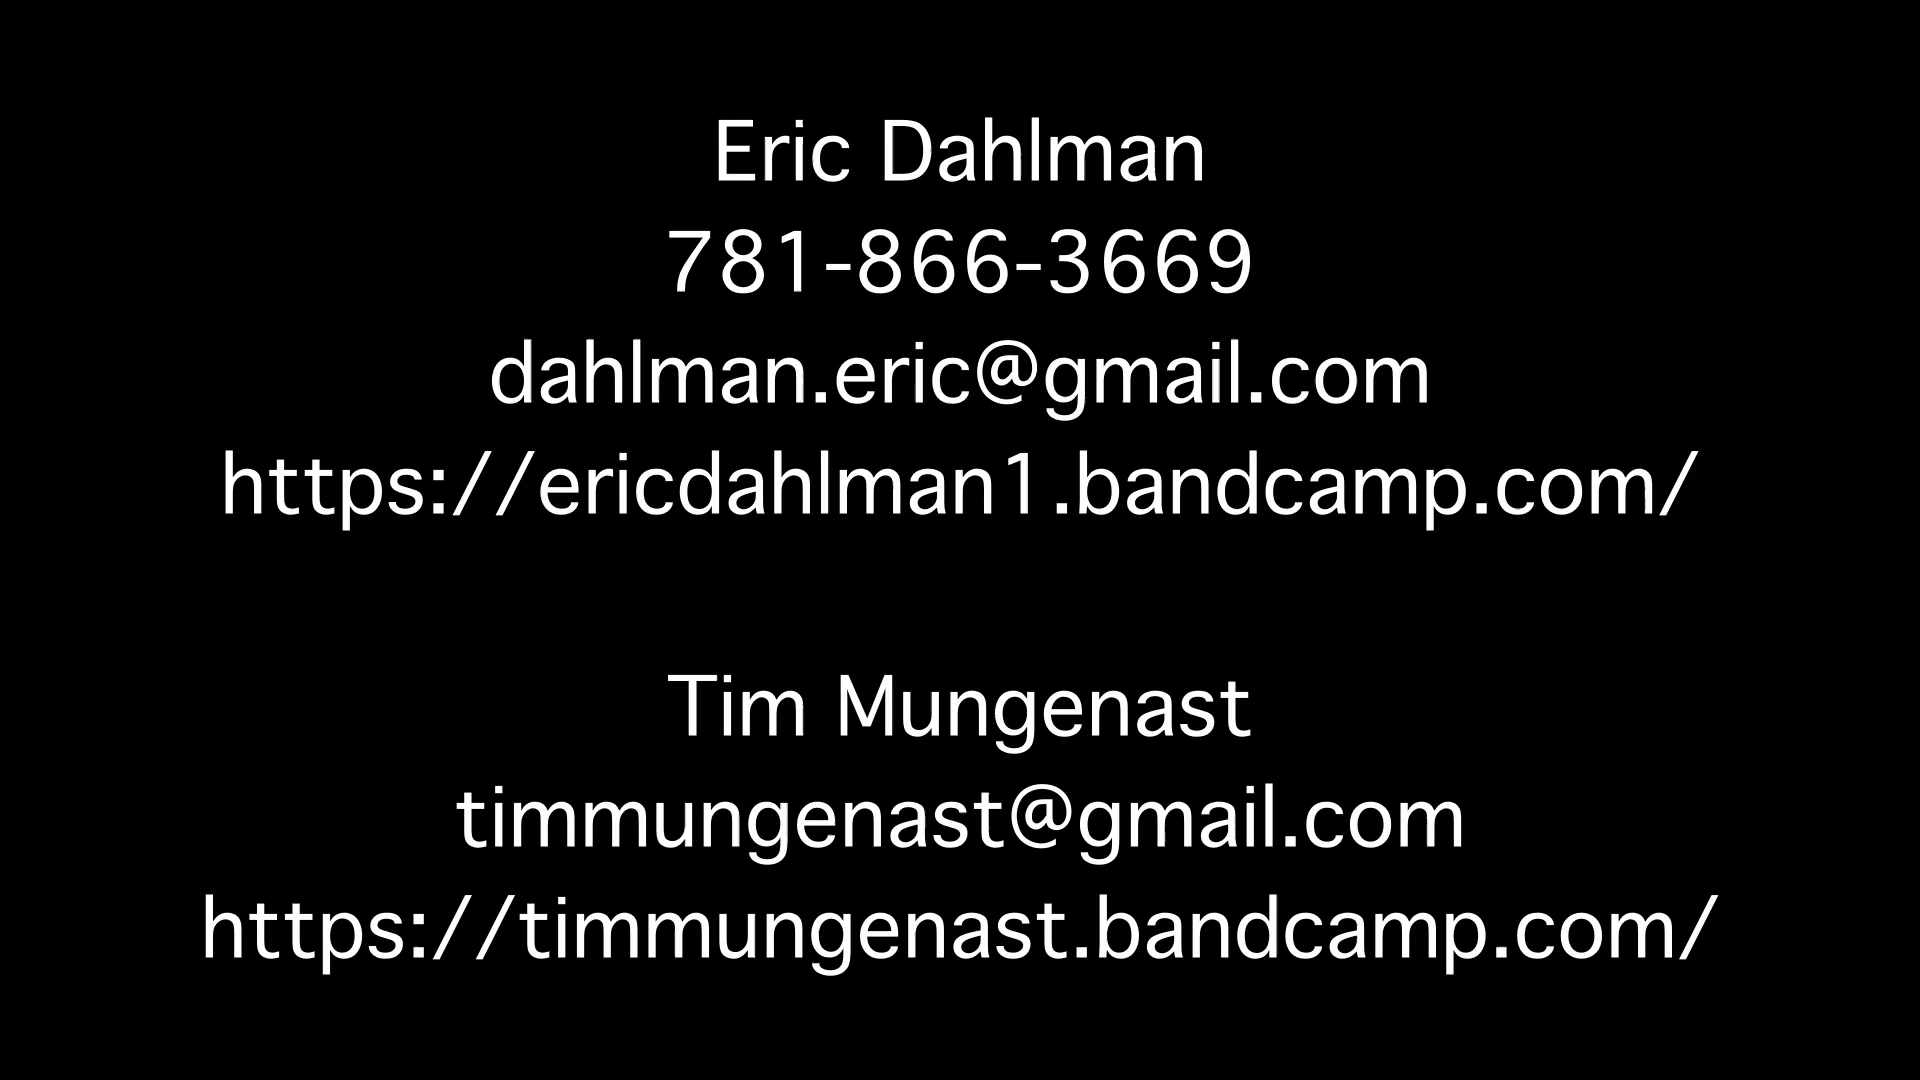 Eric Dahlman
781-866-3669
dahlman.eric@gmail.com
https://ericdahlman1.bandcamp.com/
Tim Mungenast
timmungenast@gmail.com
https://timmungenast.bandcamp.com/